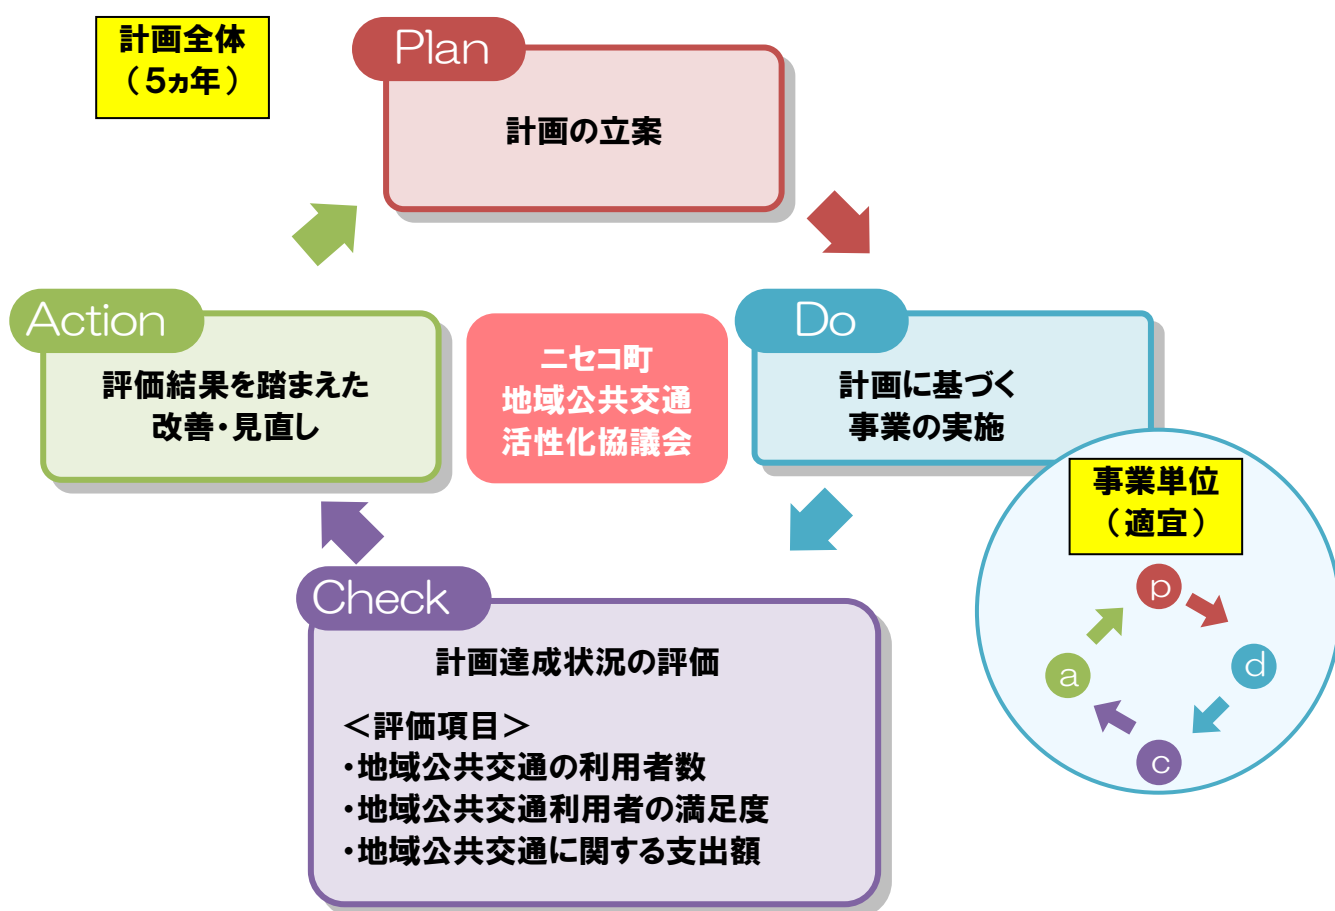 計画全体
（５ヵ年）
Plan
計画の立案
Action
評価結果を踏まえた
改善・見直し
ニセコ町
地域公共交通
活性化協議会
Do
計画に基づく
事業の実施
事業単位
（適宜）
p
d
c
a
Check
計画達成状況の評価
＜評価項目＞
・地域公共交通の利用者数
・地域公共交通利用者の満足度
・地域公共交通に関する支出額